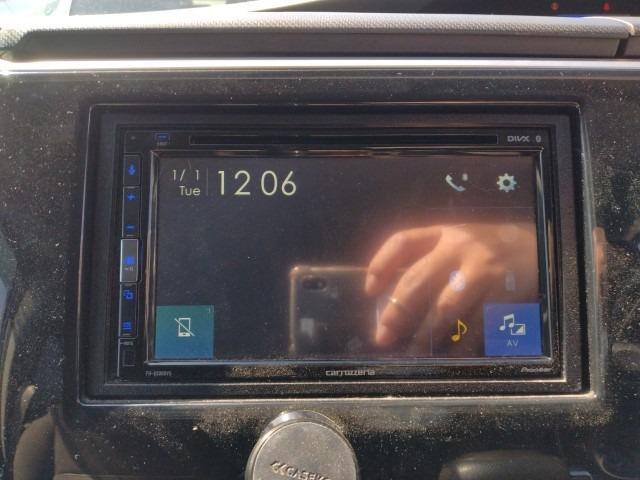 DIVX
1/ 1
Tue
12 06
AV
carrozzeria
Pioneer